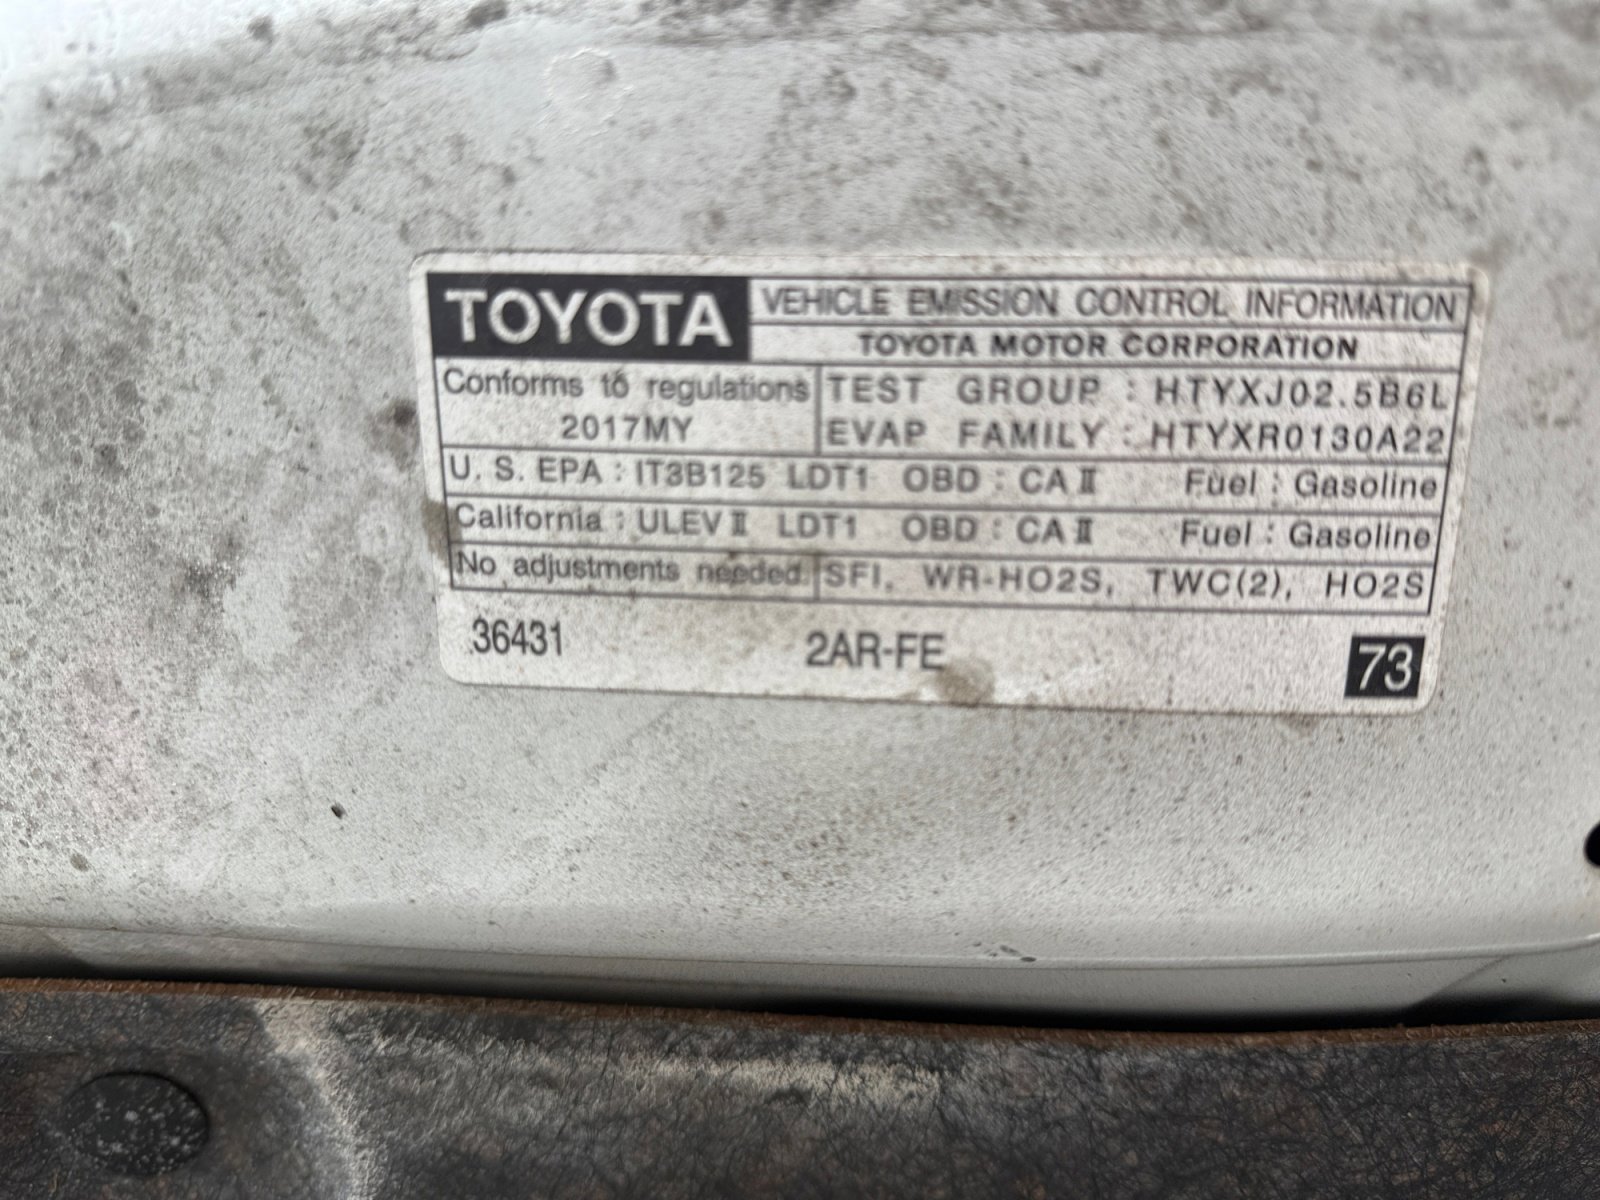 TOYOTA VEHICLE EMISSION CONTROL INFORMATION
TOYOTA MOTOR CORPORATION
Conforms to regulations
2017MY
TEST GROUP : HTYXJ02.5B6L
EVAP FAMILY : HTYXR0130A22
U. S. EPA : IT3B125 LDT1 OBD : CA II Fuel : Gasoline
California : ULEV II LDT1 OBD : CA II Fuel : Gasoline
No adjustments needed. SFI, WR-HO2S, TWC(2), HO2S
36431 2AR-FE 73